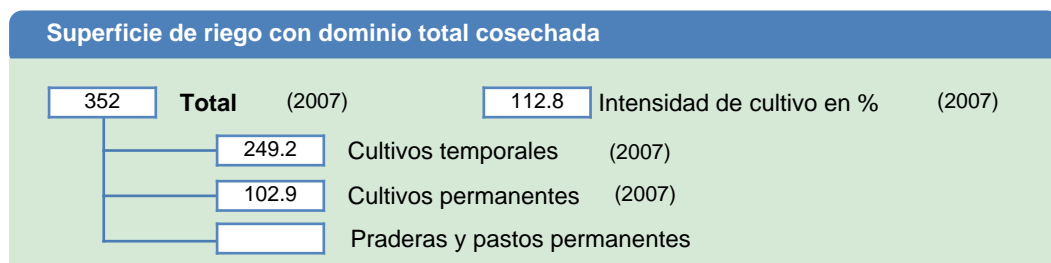 Superficie de riego con dominio total cosechada
352 Total (2007) 112.8 Intensidad de cultivo en % (2007)
249.2 Cultivos temporales (2007)
102.9 Cultivos permanentes (2007)
Praderas y pastos permanentes